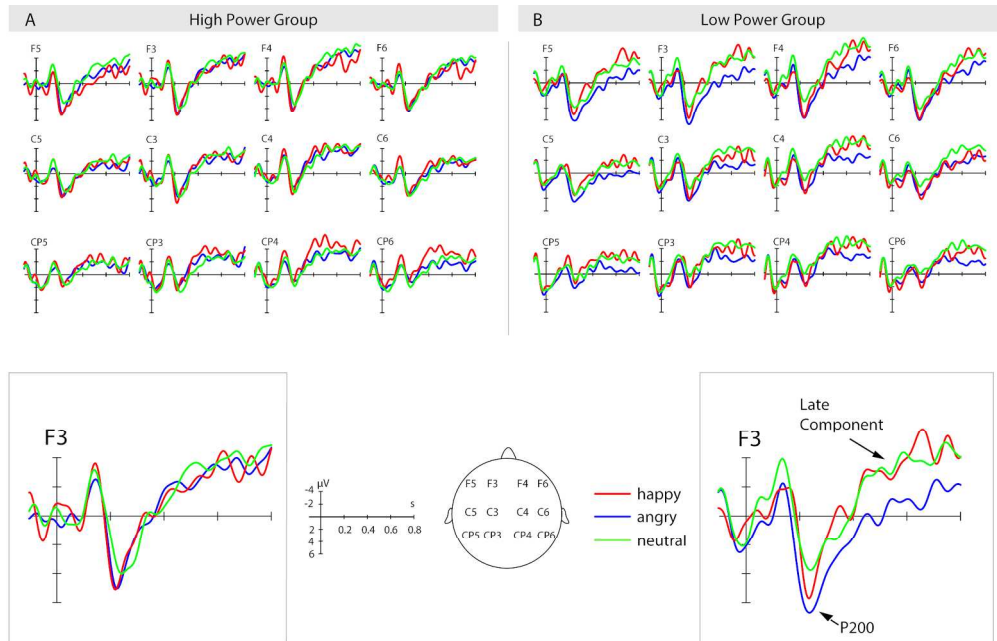 A High Power Group
B Low Power Group
F5 F3 F4 F6
C5 C3 C4 C6
CP5 CP3 CP4 CP6
F5 F3 F4 F6
C5 C3 C4 C6
CP5 CP3 CP4 CP6
F3
µV
-4
-2
s
2
4
6
0.2 0.4 0.6 0.8
F5 F3 F4 F6
C5 C3 C4 C6
CP5 CP3 CP4 CP6
happy
angry
neutral
F3
Late
Component
P200